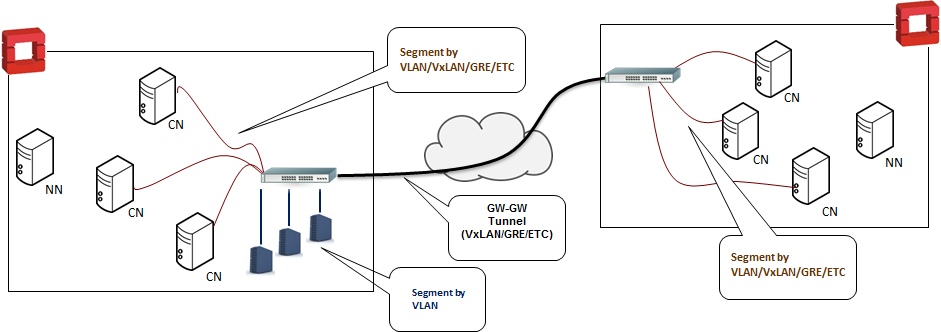 Segment by
VLAN/VxLAN/GRE/ETC
CN
NN
CN
CN
GW-GW
Tunnel
(VxLAN/GRE/ETC)
Segment by
VLAN
CN
CN
NN
CN
Segment by
VLAN/VxLAN/GRE/ETC